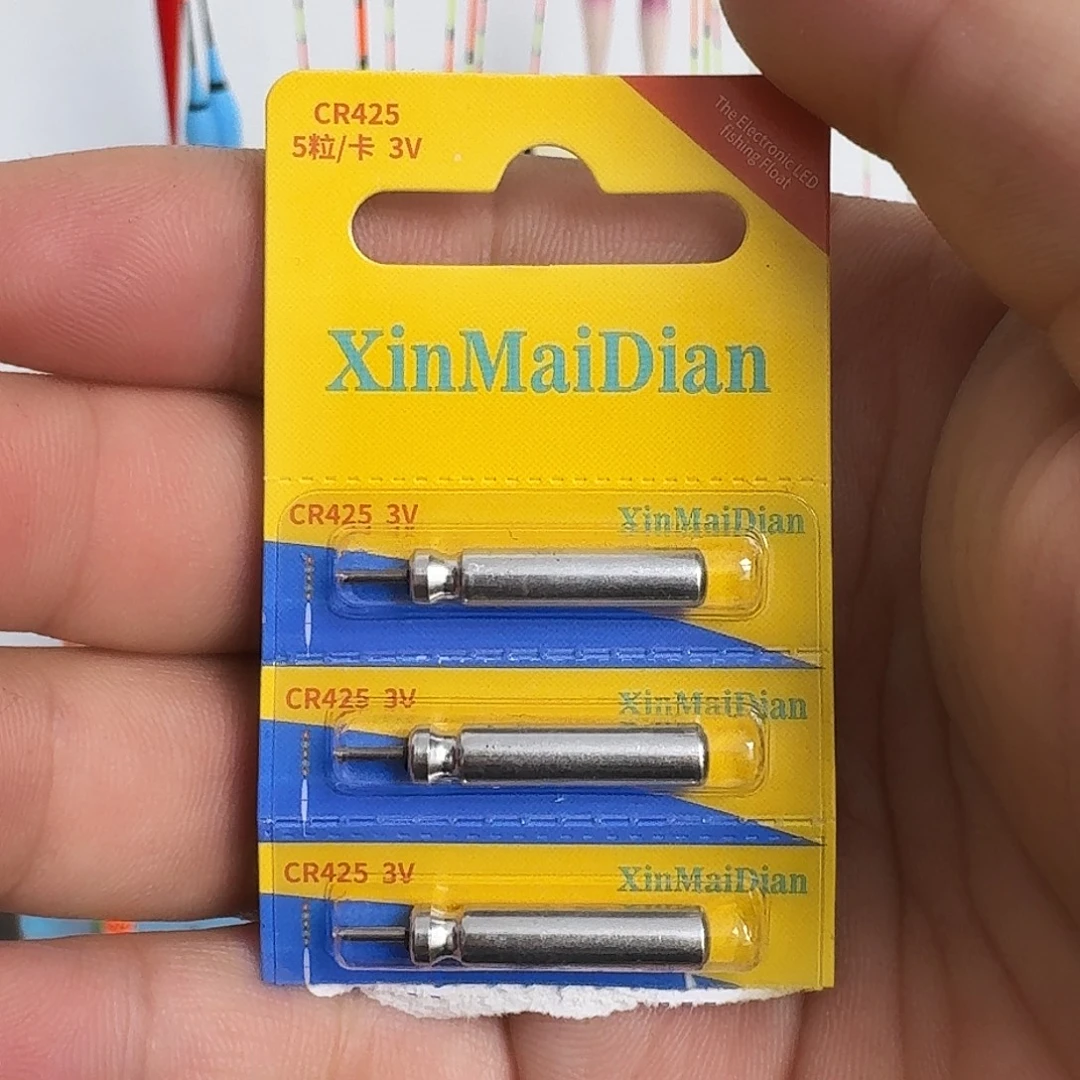 CR425
5粒/卡 3V
The Electronic LED
fishing Float
XinMaiDian
CR425 3V
XinMaiDian
CR425 3V
XinMaiDian
CR425 3V
XinMaiDian